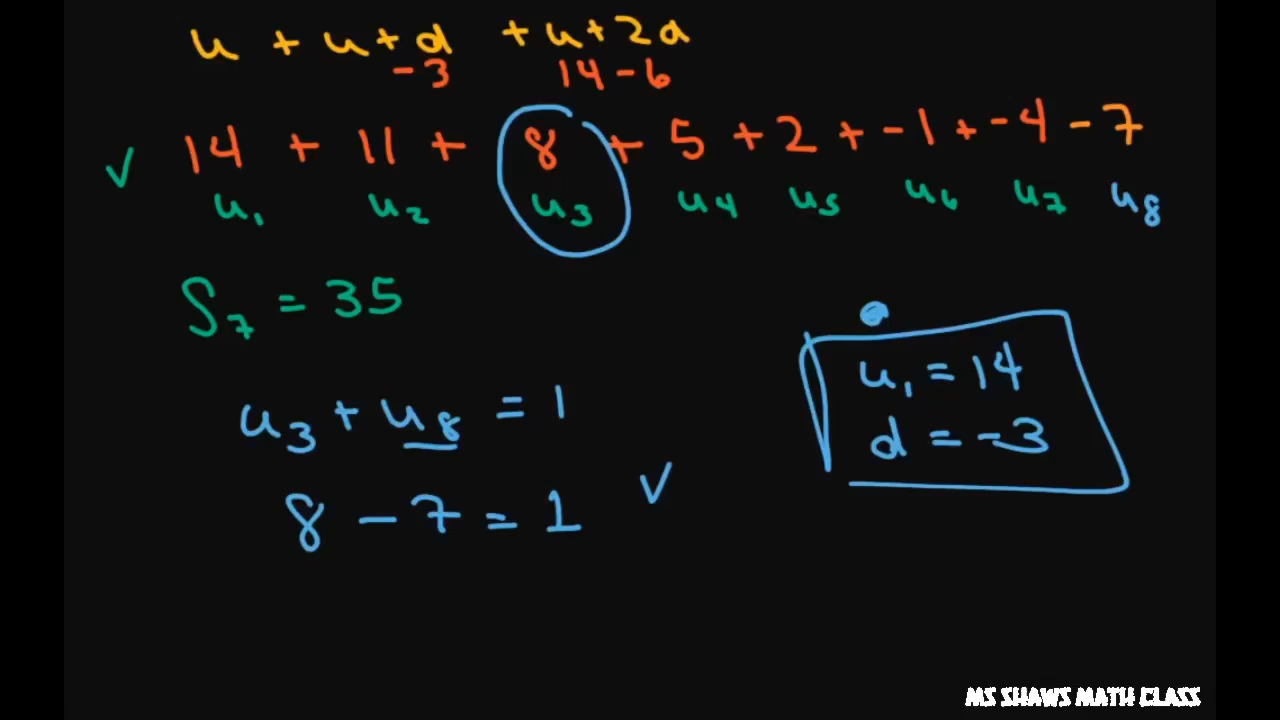 u + u + d + u + 2d
- 3 14 - 6
✓ 14 + 11 + 8 + 5 + 2 + -1 + -4 - 7
u₁ u₂ u₃ u₄ u₅ u₆ u₇ u₈
S₇ = 35
u₁ = 14
d = -3
u₃ + u₈ = 1
8 - 7 = 1 ✓
MS SHAWS MATH CLASS